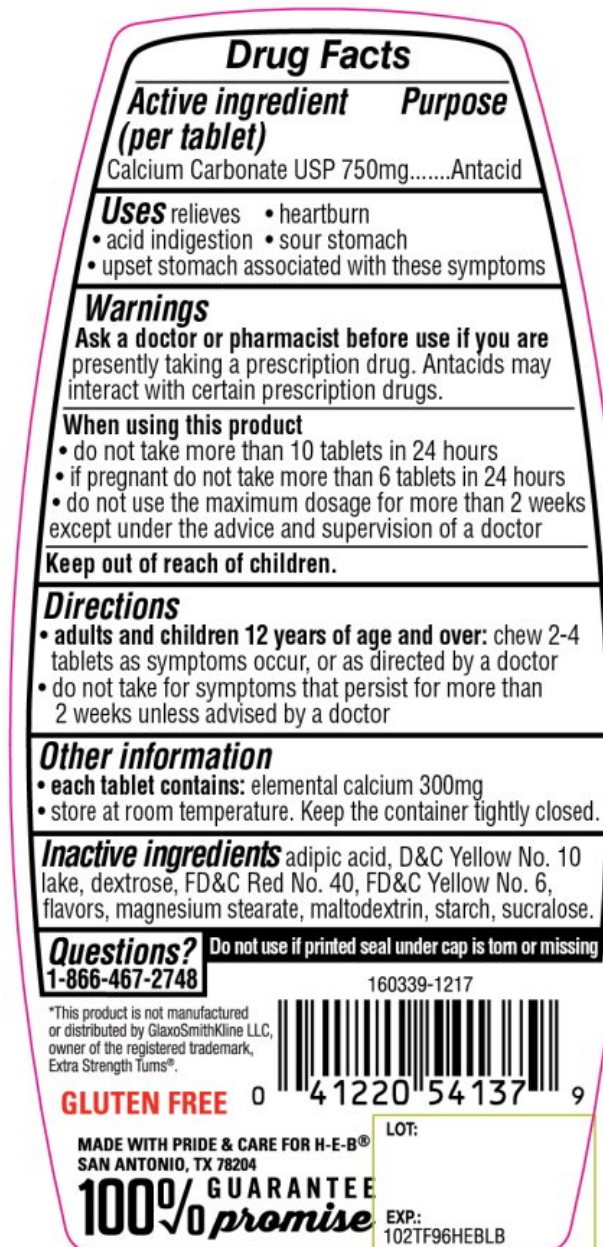 Drug Facts
Active ingredient Purpose
(per tablet)
Calcium Carbonate USP 750mg.......Antacid
Uses relieves • heartburn
• acid indigestion • sour stomach
• upset stomach associated with these symptoms
Warnings
Ask a doctor or pharmacist before use if you are
presently taking a prescription drug. Antacids may
interact with certain prescription drugs.
When using this product
• do not take more than 10 tablets in 24 hours
• if pregnant do not take more than 6 tablets in 24 hours
• do not use the maximum dosage for more than 2 weeks
except under the advice and supervision of a doctor
Keep out of reach of children.
Directions
• adults and children 12 years of age and over: chew 2-4
tablets as symptoms occur, or as directed by a doctor
• do not take for symptoms that persist for more than
2 weeks unless advised by a doctor
Other information
• each tablet contains: elemental calcium 300mg
• store at room temperature. Keep the container tightly closed.
Inactive ingredients adipic acid, D&C Yellow No. 10
lake, dextrose, FD&C Red No. 40, FD&C Yellow No. 6,
flavors, magnesium stearate, maltodextrin, starch, sucralose.
Questions?
1-866-467-2748
Do not use if printed seal under cap is torn or missing
160339-1217
*This product is not manufactured
or distributed by GlaxoSmithKline LLC,
owner of the registered trademark,
Extra Strength Tums®.
GLUTEN FREE
0 41220 54137 9
MADE WITH PRIDE & CARE FOR H-E-B®
SAN ANTONIO, TX 78204
100% GUARANTEE
promise
LOT:
EXP.:
102TF96HEBLB